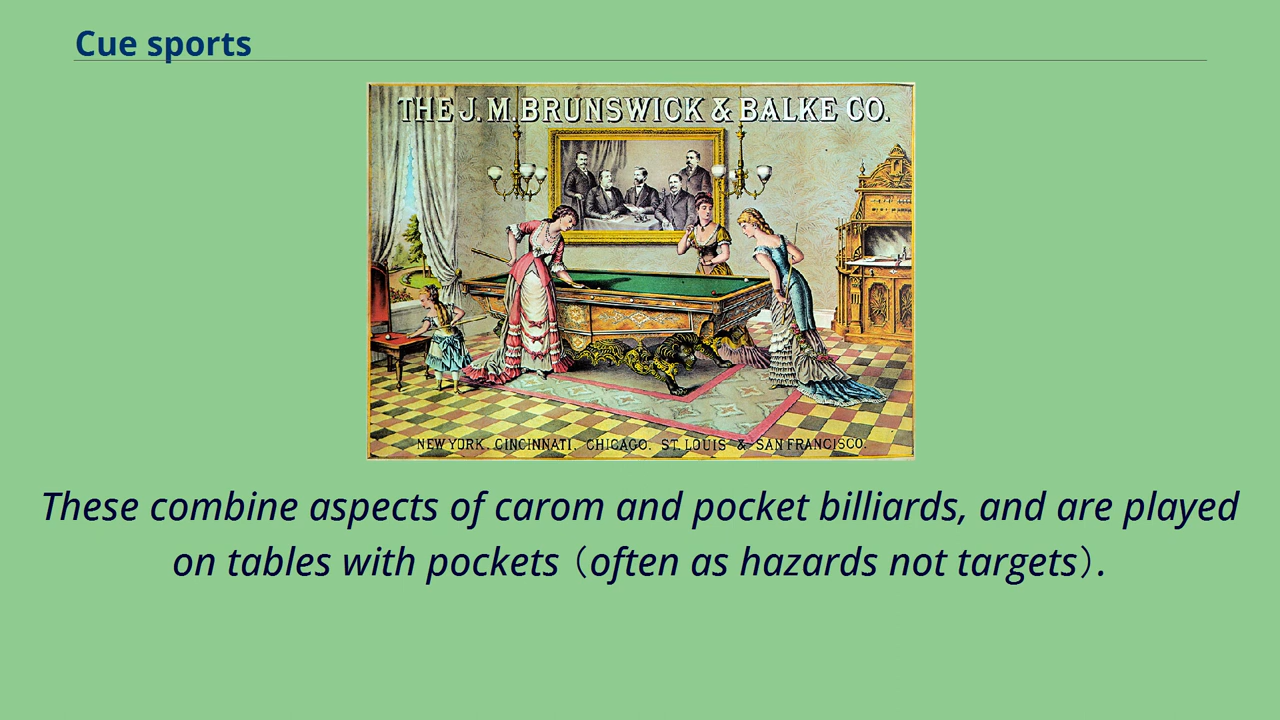 Cue sports
THE J. M. BRUNSWICK & BALKE CO.
NEW YORK. CINCINNATI. CHICAGO. ST. LOUIS & SAN FRANCISCO.
These combine aspects of carom and pocket billiards, and are played
on tables with pockets（often as hazards not targets）.